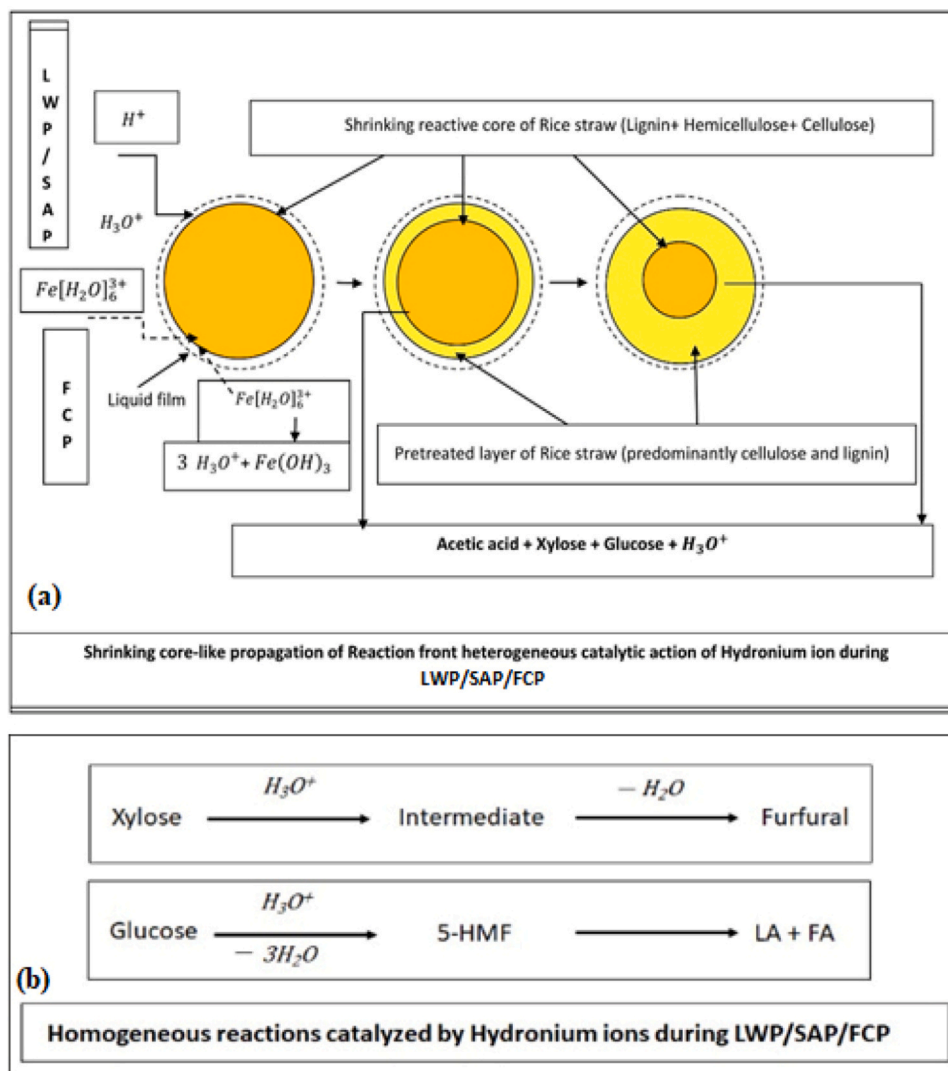 LWP/SAP
H⁺
Shrinking reactive core of Rice straw (Lignin+ Hemicellulose+ Cellulose)
H₃O⁺
Fe[H₂O]₆³⁺
FCP
Liquid film
Fe[H₂O]₆³⁺
3 H₃O⁺ + Fe(OH)₃
Pretreated layer of Rice straw (predominantly cellulose and lignin)
Acetic acid + Xylose + Glucose + H₃O⁺
(a)
Shrinking core-like propagation of Reaction front heterogeneous catalytic action of Hydronium ion during
LWP/SAP/FCP
H₃O⁺ − H₂O
Xylose Intermediate Furfural
H₃O⁺
Glucose 5-HMF LA + FA
− 3H₂O
(b)
Homogeneous reactions catalyzed by Hydronium ions during LWP/SAP/FCP